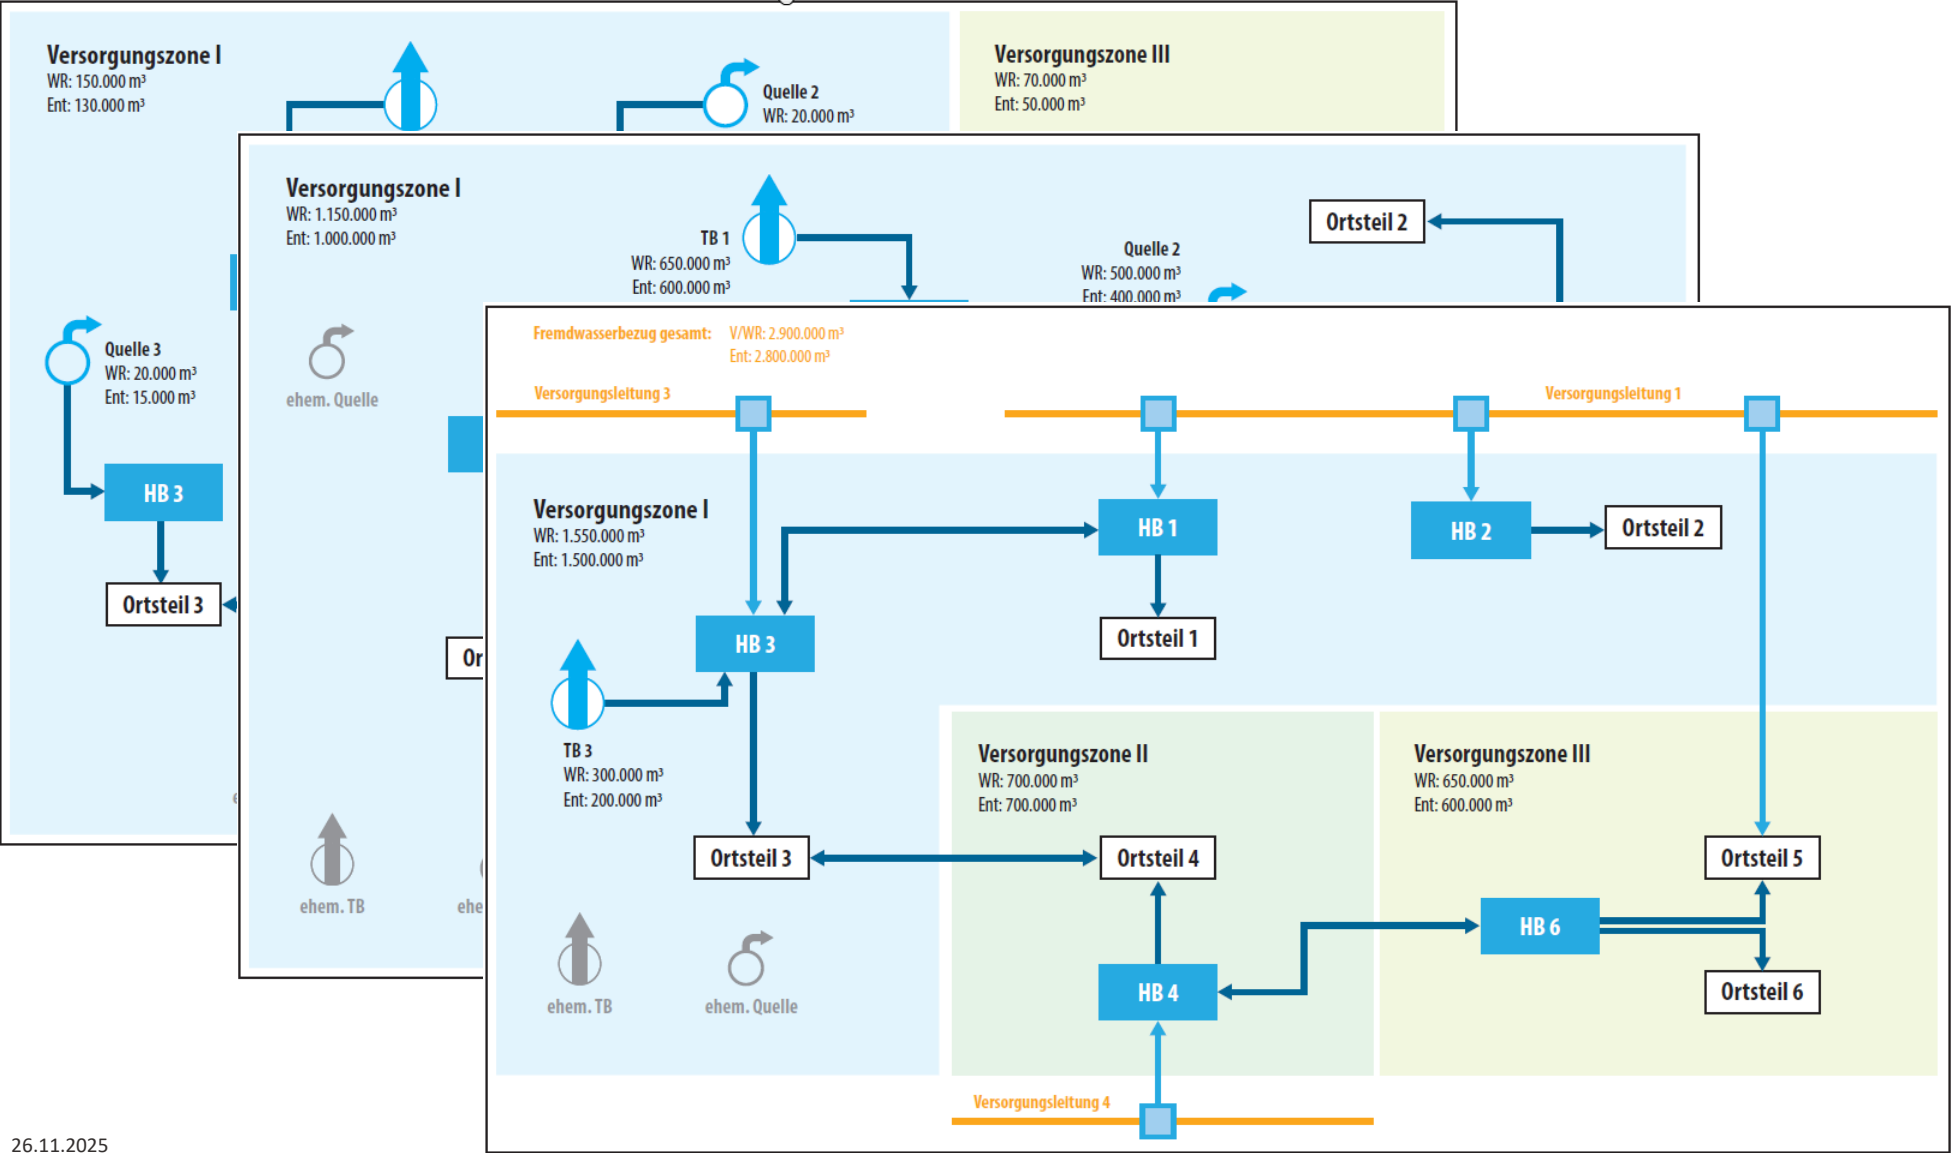 Versorgungszone I
WR: 150.000 m³
Ent: 130.000 m³
Quelle 2
WR: 20.000 m³
Versorgungszone III
WR: 70.000 m³
Ent: 50.000 m³
Quelle 3
WR: 20.000 m³
Ent: 15.000 m³
HB 3
Ortsteil 3
Versorgungszone I
WR: 1.150.000 m³
Ent: 1.000.000 m³
TB 1
WR: 650.000 m³
Ent: 600.000 m³
Quelle 2
WR: 500.000 m³
Ent: 400.000 m³
Ortsteil 2
ehem. Quelle
ehem. TB
Fremdwasserbezug gesamt: V/WR: 2.900.000 m³
Ent: 2.800.000 m³
Versorgungsleitung 3
Versorgungsleitung 1
Versorgungszone I
WR: 1.550.000 m³
Ent: 1.500.000 m³
HB 1
HB 2
Ortsteil 2
HB 3
Ortsteil 1
TB 3
WR: 300.000 m³
Ent: 200.000 m³
Versorgungszone II
WR: 700.000 m³
Ent: 700.000 m³
Versorgungszone III
WR: 650.000 m³
Ent: 600.000 m³
Ortsteil 3
Ortsteil 4
Ortsteil 5
HB 6
HB 4
Ortsteil 6
ehem. TB
ehem. Quelle
Versorgungsleitung 4
26.11.2025